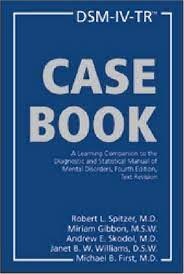 DSM-IV-TR™
CASE
BOOK
A Learning Companion to the
Diagnostic and Statistical Manual of
Mental Disorders, Fourth Edition,
Text Revision
Robert L. Spitzer, M.D.
Miriam Gibbon, M.S.W.
Andrew E. Skodol, M.D.
Janet B. W. Williams, D.S.W.
Michael B. First, M.D.